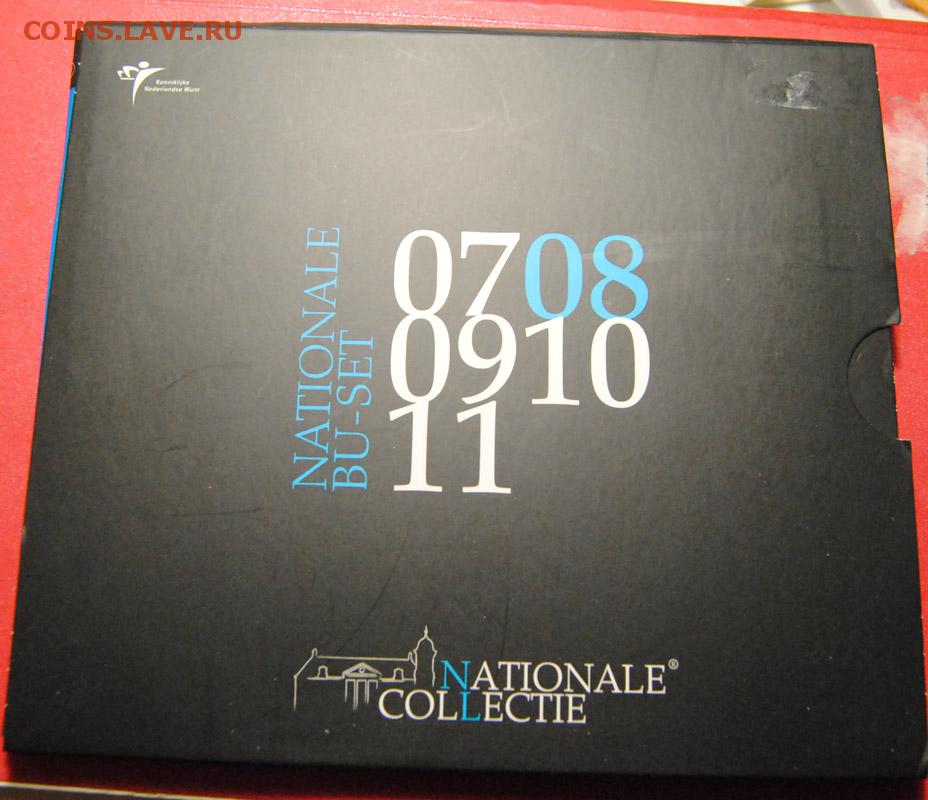 COINS.LAVE.RU
Koninklijke
Nederlandse Munt
NATIONALE
BU-SET
0708
0910
11
NATIONALE®
COLLECTIE